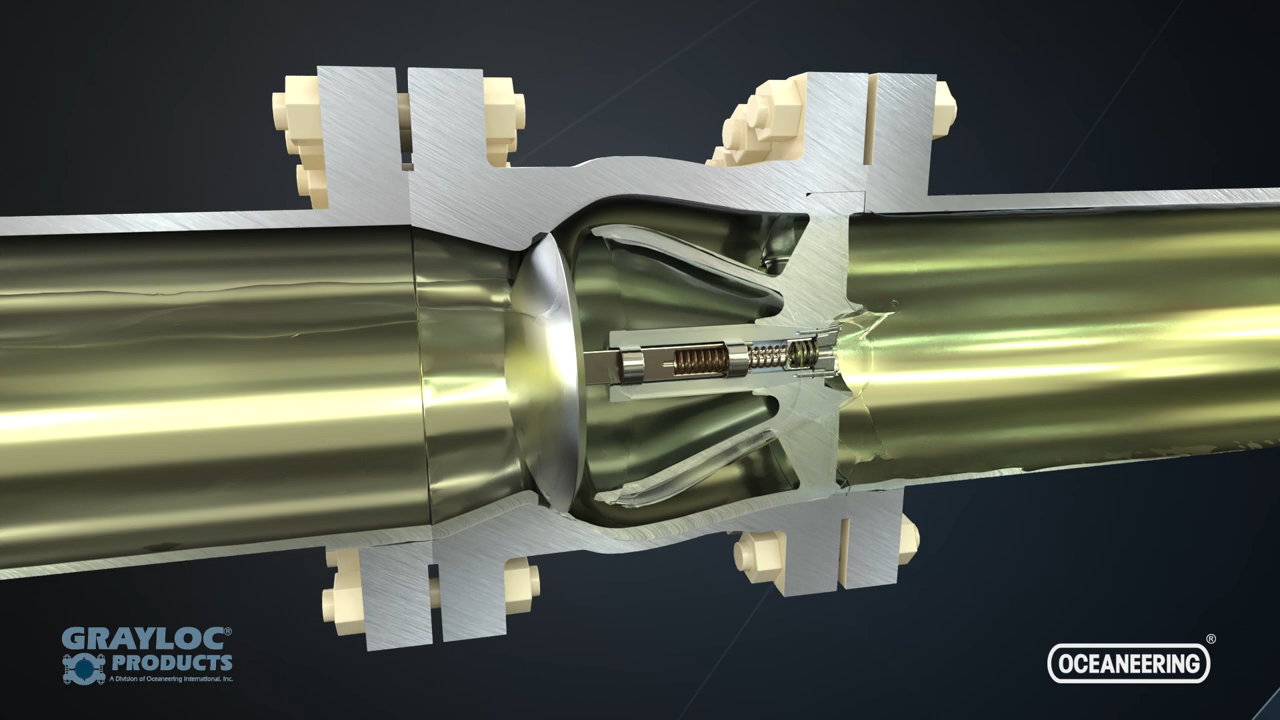 GRAYLOC®
PRODUCTS
A Division of Oceaneering International, Inc.
OCEANEERING®